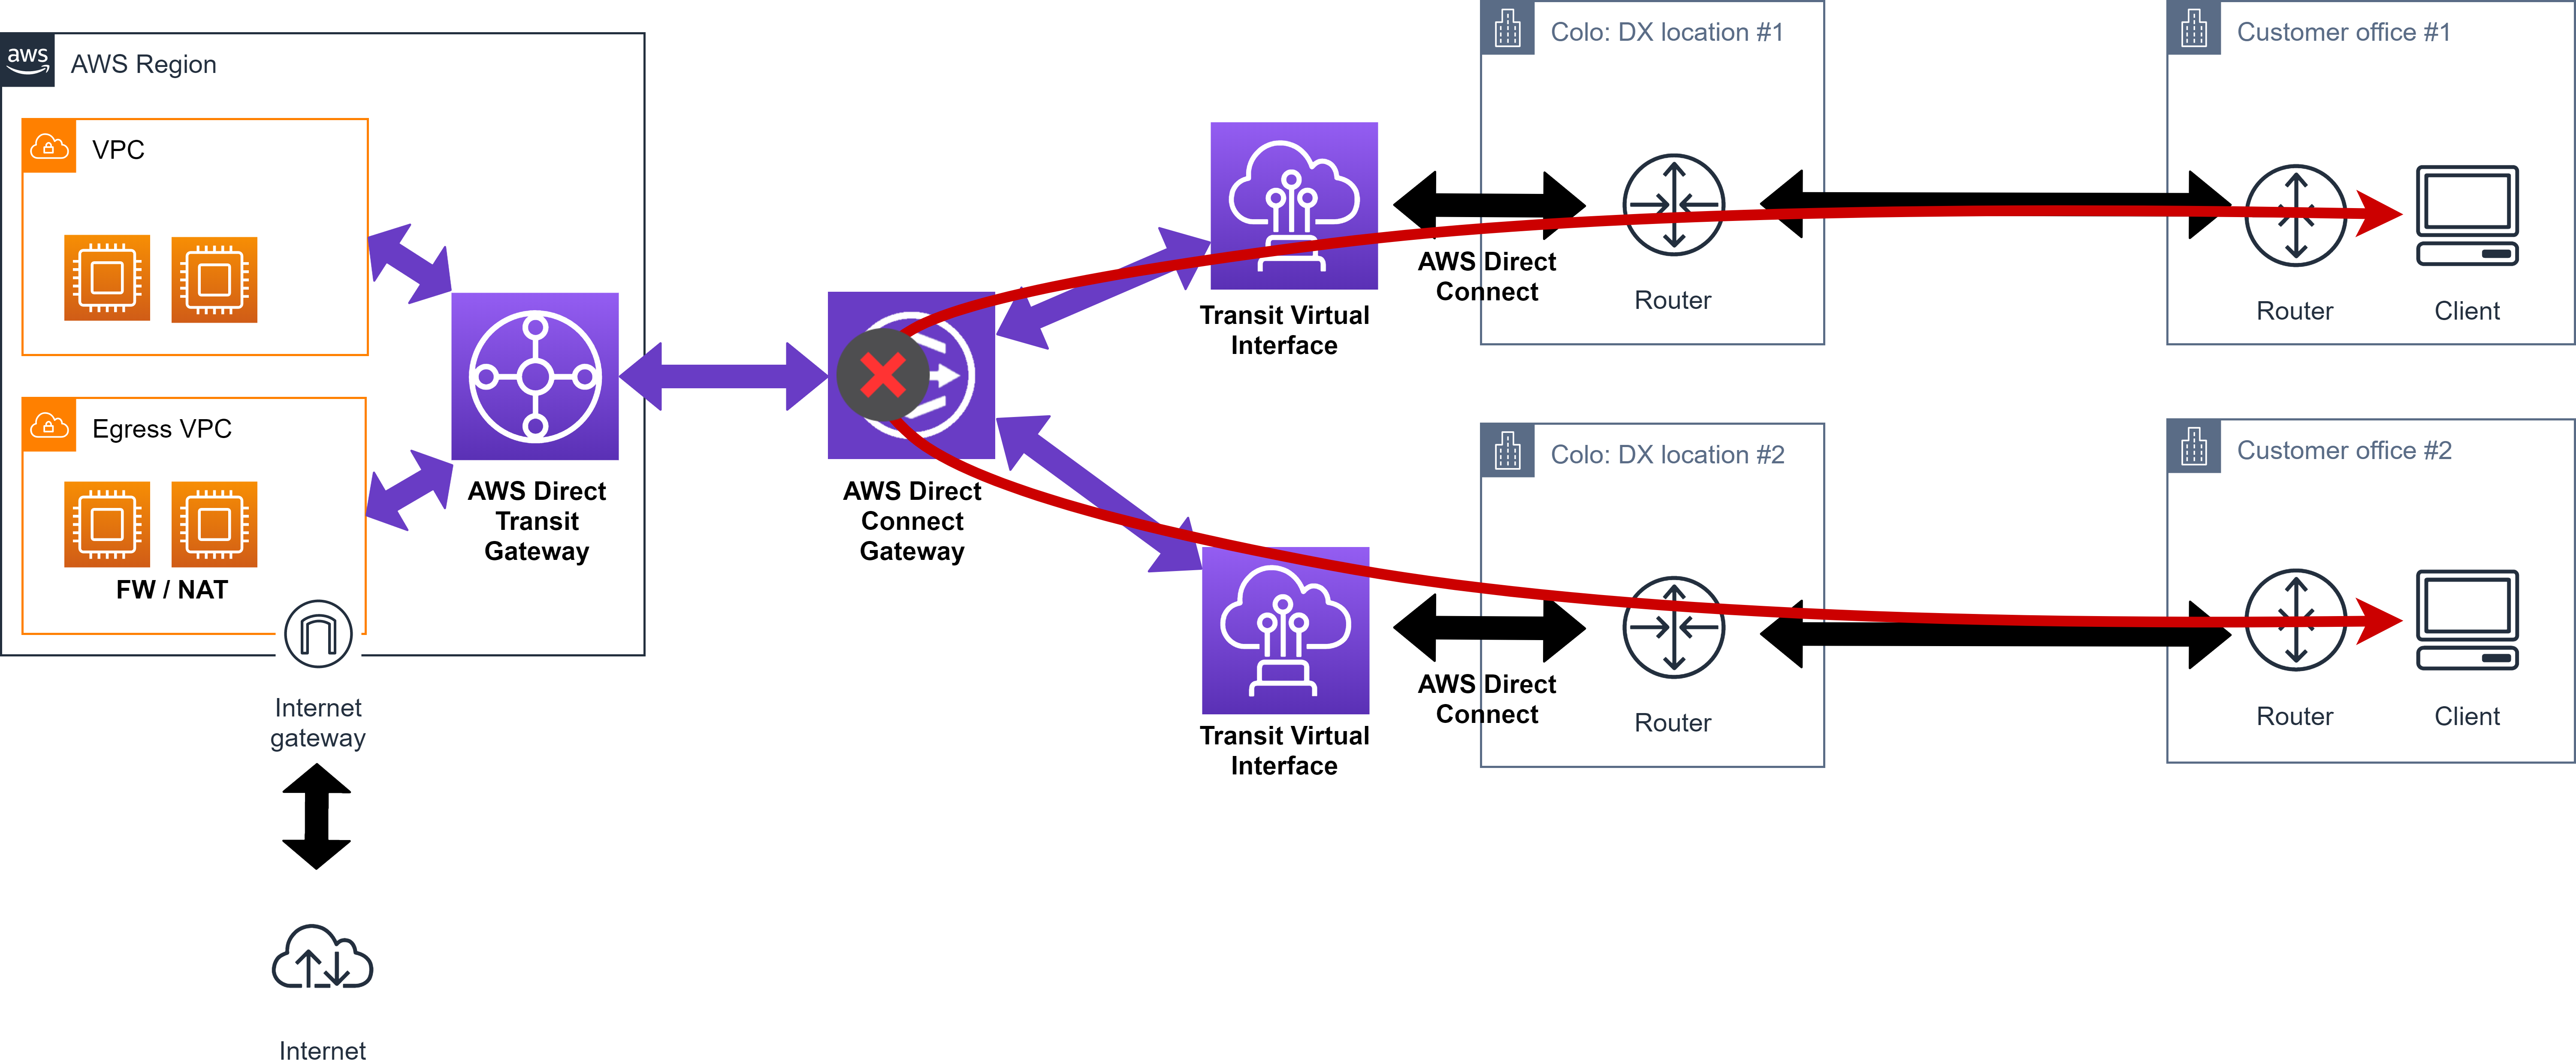 aws
AWS Region
VPC
Egress VPC
FW / NAT
Internet
gateway
Internet
AWS Direct
Transit
Gateway
AWS Direct
Connect
Gateway
Transit Virtual
Interface
Transit Virtual
Interface
AWS Direct
Connect
AWS Direct
Connect
Colo: DX location #1
Router
Colo: DX location #2
Router
Customer office #1
Router
Client
Customer office #2
Router
Client